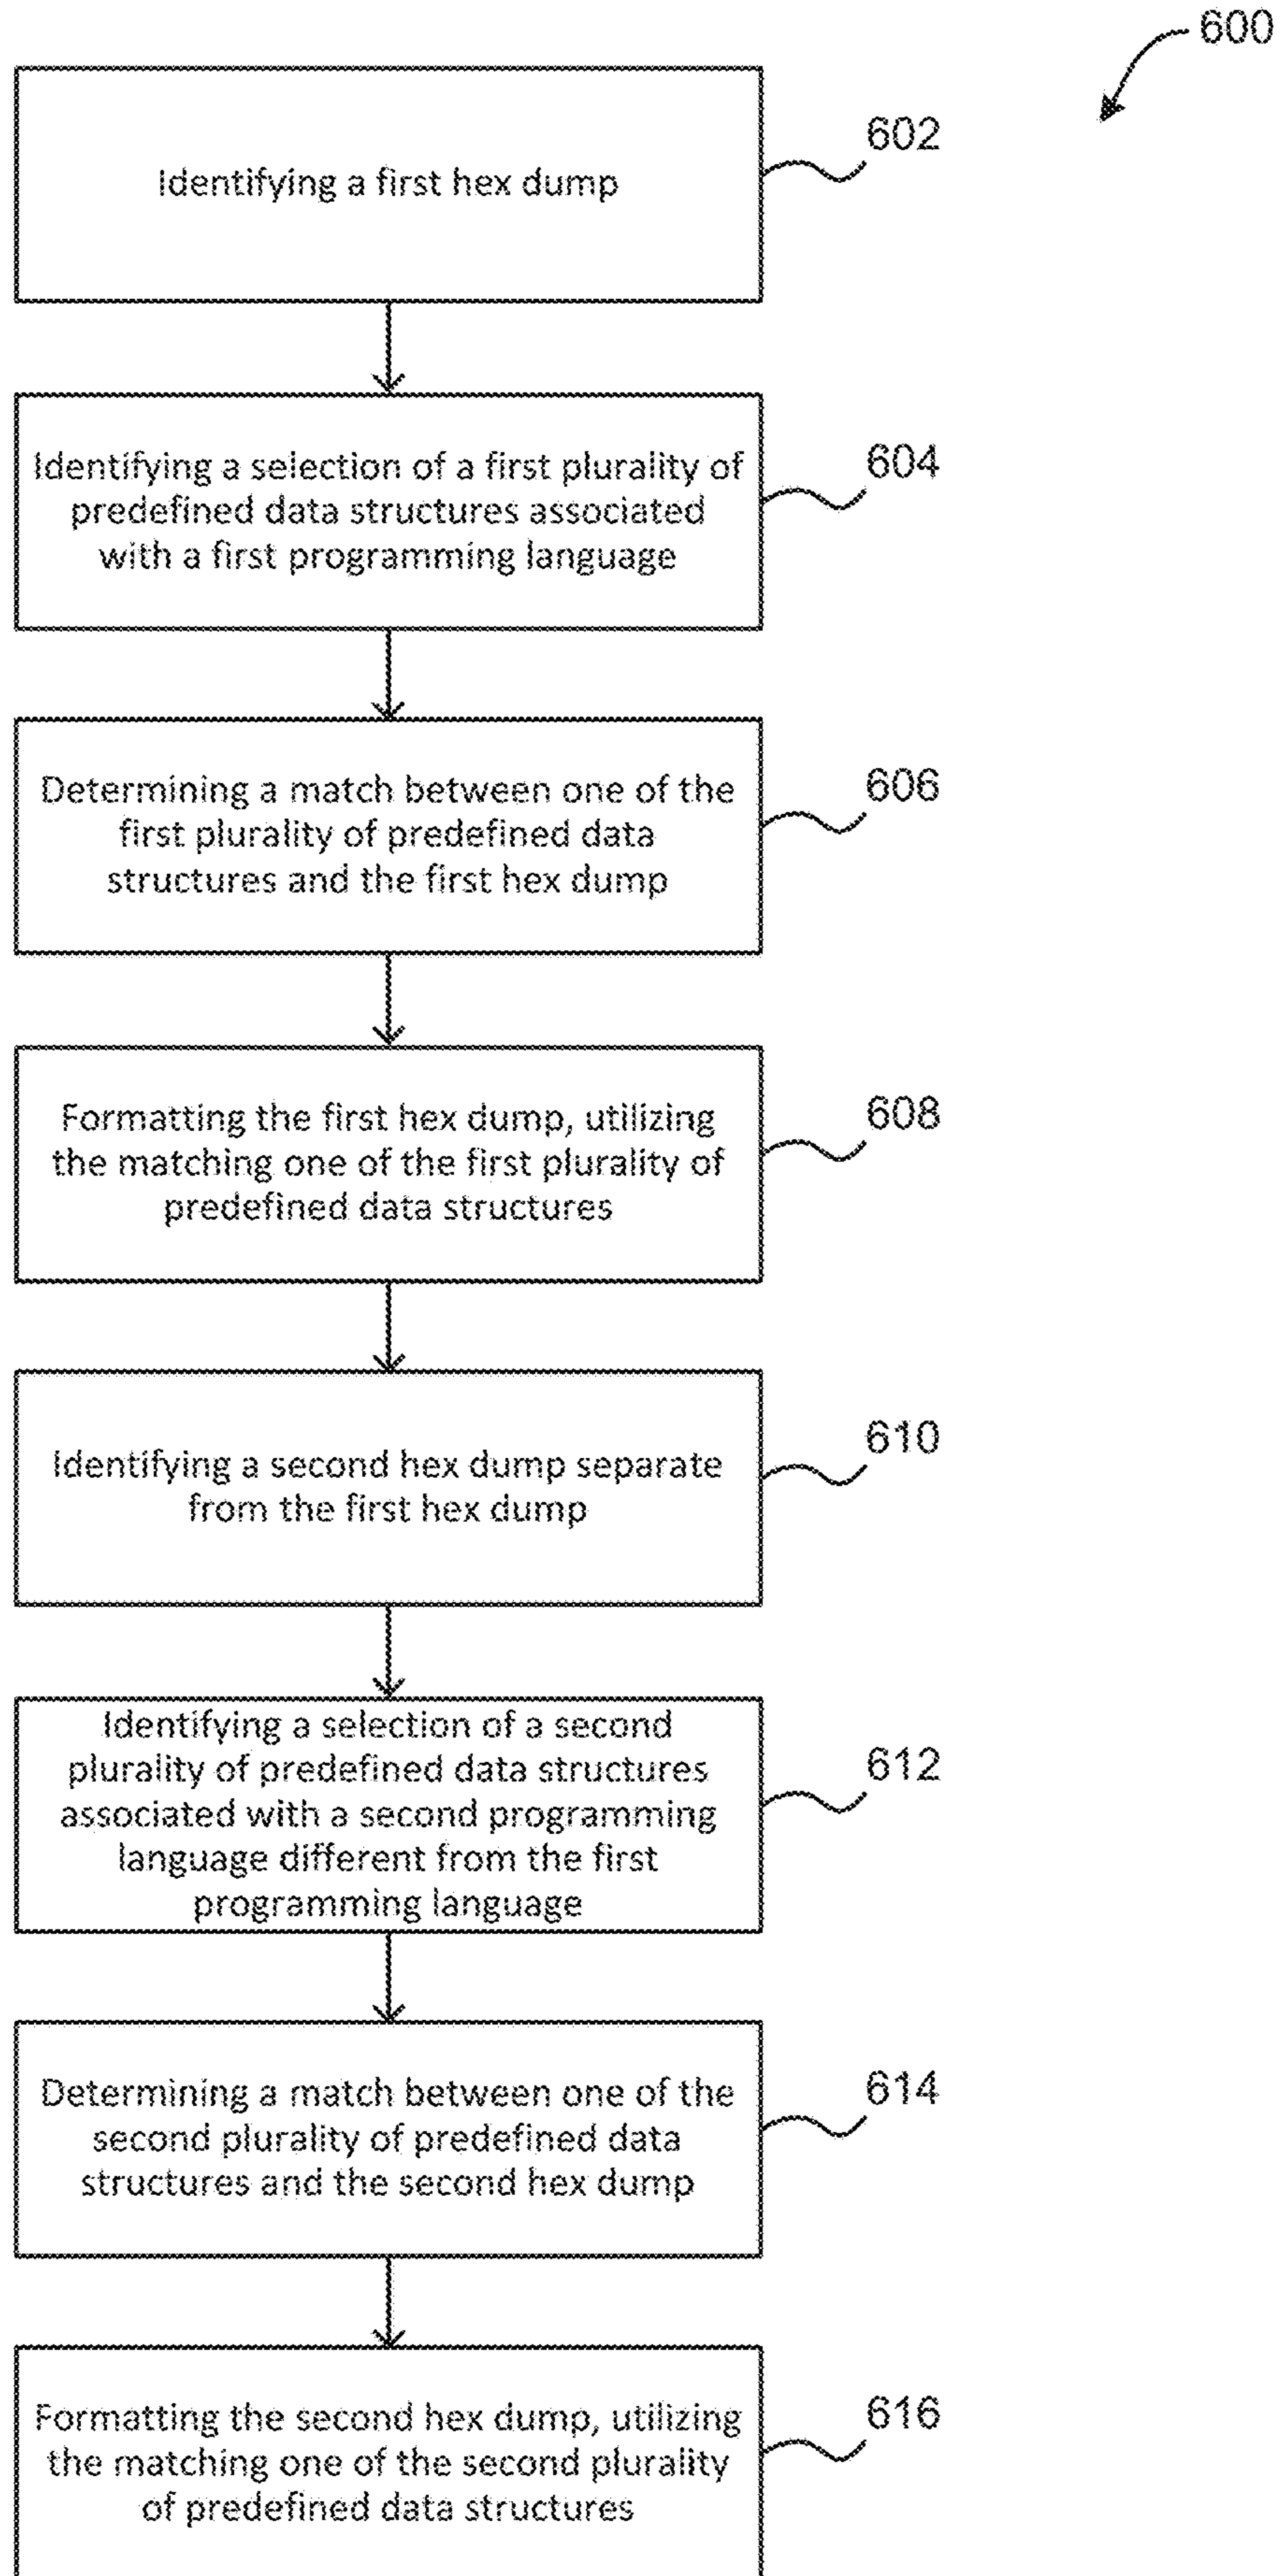 600
602
Identifying a first hex dump
604
Identifying a selection of a first plurality of
predefined data structures associated
with a first programming language
606
Determining a match between one of the
first plurality of predefined data
structures and the first hex dump
608
Formatting the first hex dump, utilizing
the matching one of the first plurality of
predefined data structures
610
Identifying a second hex dump separate
from the first hex dump
612
Identifying a selection of a second
plurality of predefined data structures
associated with a second programming
language different from the first
programming language
614
Determining a match between one of the
second plurality of predefined data
structures and the second hex dump
616
Formatting the second hex dump, utilizing
the matching one of the second plurality
of predefined data structures